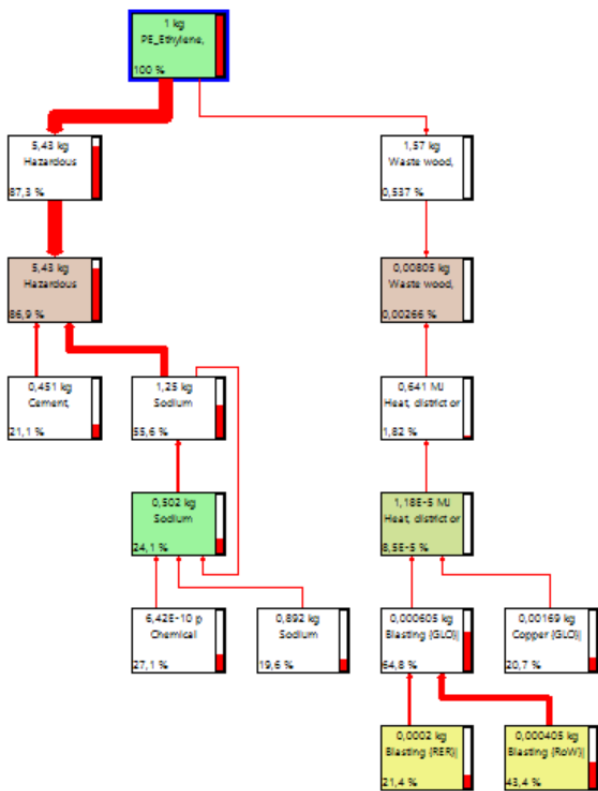 1 kg
PE_Ethylene,
100 %
5,43 kg
Hazardous
87,3 %
1,57 kg
Waste wood,
0,537 %
5,43 kg
Hazardous
86,9 %
0,00805 kg
Waste wood,
0,00266 %
0,451 kg
Cement,
21,1 %
1,25 kg
Sodium
55,6 %
0,641 MJ
Heat, district or
1,82 %
0,502 kg
Sodium
24,1 %
1,18E-5 MJ
Heat, district or
8,5E-5 %
6,42E-10 p
Chemical
27,1 %
0,892 kg
Sodium
19,6 %
0,000605 kg
Blasting {GLO}|
64,8 %
0,00169 kg
Copper {GLO}|
20,7 %
0,0002 kg
Blasting {RER}|
21,4 %
0,000405 kg
Blasting {RoW}|
43,4 %